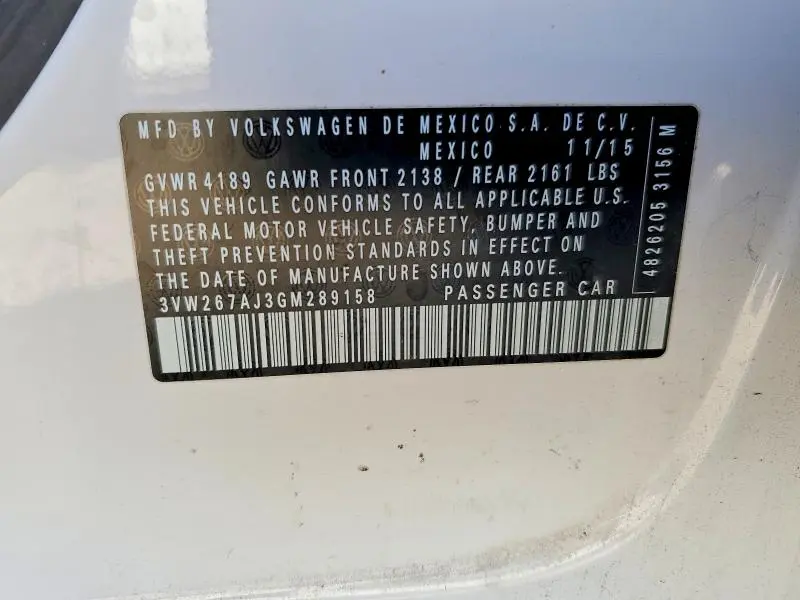 MFD BY VOLKSWAGEN DE MEXICO S.A. DE C.V.
MEXICO 11/15
GVWR 4189 GAWR FRONT 2138 / REAR 2161 LBS
THIS VEHICLE CONFORMS TO ALL APPLICABLE U.S.
FEDERAL MOTOR VEHICLE SAFETY, BUMPER AND
THEFT PREVENTION STANDARDS IN EFFECT ON
THE DATE OF MANUFACTURE SHOWN ABOVE.
3VW267AJ3GM289158 PASSENGER CAR
4826205 3156 M